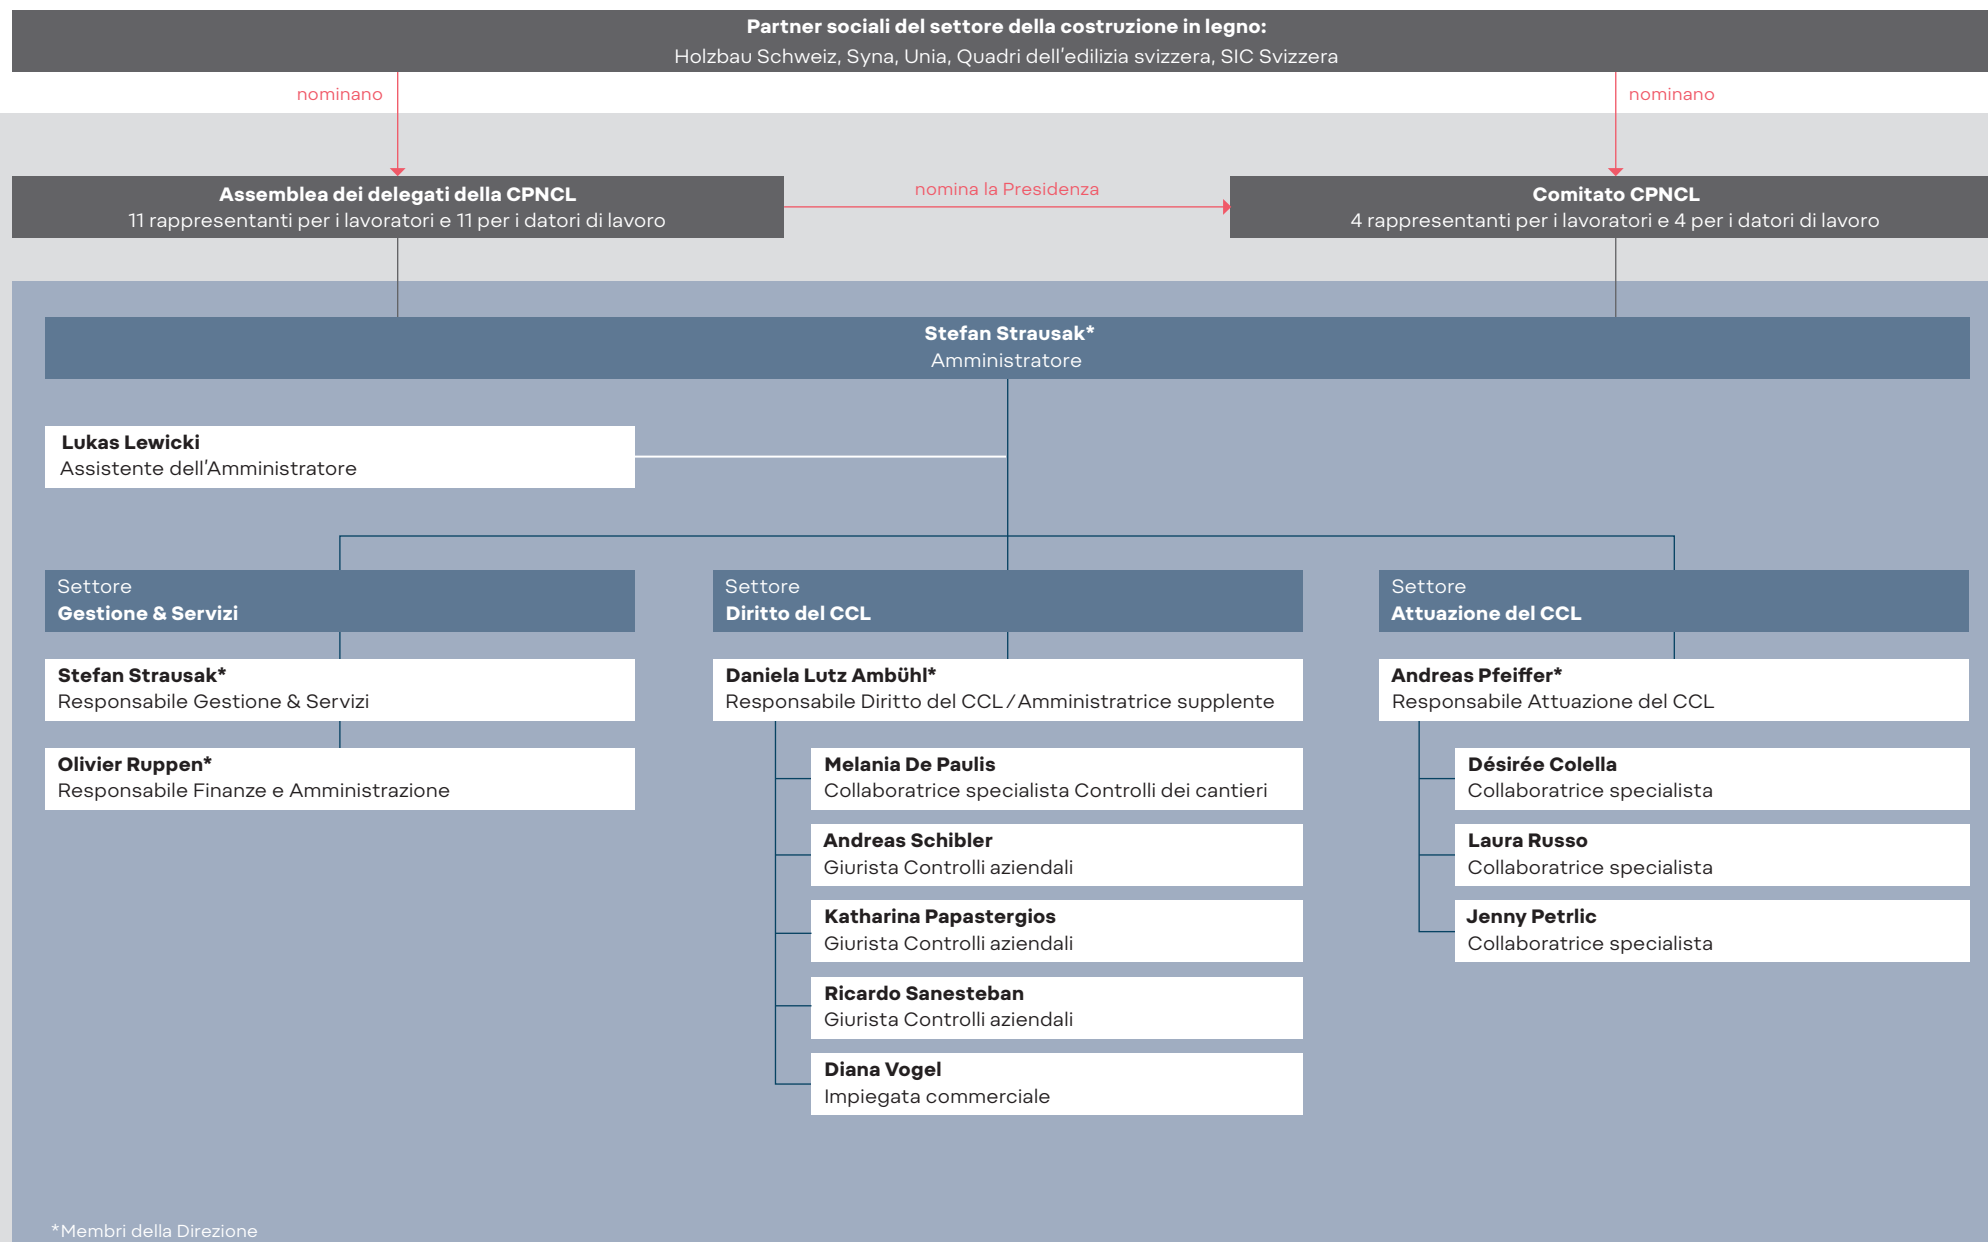 Partner sociali del settore della costruzione in legno:
Holzbau Schweiz, Syna, Unia, Quadri dell'edilizia svizzera, SIC Svizzera
nominano
nominano
Assemblea dei delegati della CPNCL
11 rappresentanti per i lavoratori e 11 per i datori di lavoro
nomina la Presidenza
Comitato CPNCL
4 rappresentanti per i lavoratori e 4 per i datori di lavoro
Stefan Strausak*
Amministratore
Lukas Lewicki
Assistente dell'Amministratore
Settore
Gestione & Servizi
Stefan Strausak*
Responsabile Gestione & Servizi
Olivier Ruppen*
Responsabile Finanze e Amministrazione
Settore
Diritto del CCL
Daniela Lutz Ambühl*
Responsabile Diritto del CCL/Amministratrice supplente
Melania De Paulis
Collaboratrice specialista Controlli dei cantieri
Andreas Schibler
Giurista Controlli aziendali
Katharina Papastergios
Giurista Controlli aziendali
Ricardo Sanesteban
Giurista Controlli aziendali
Diana Vogel
Impiegata commerciale
Settore
Attuazione del CCL
Andreas Pfeiffer*
Responsabile Attuazione del CCL
Désirée Colella
Collaboratrice specialista
Laura Russo
Collaboratrice specialista
Jenny Petrlic
Collaboratrice specialista
*Membri della Direzione